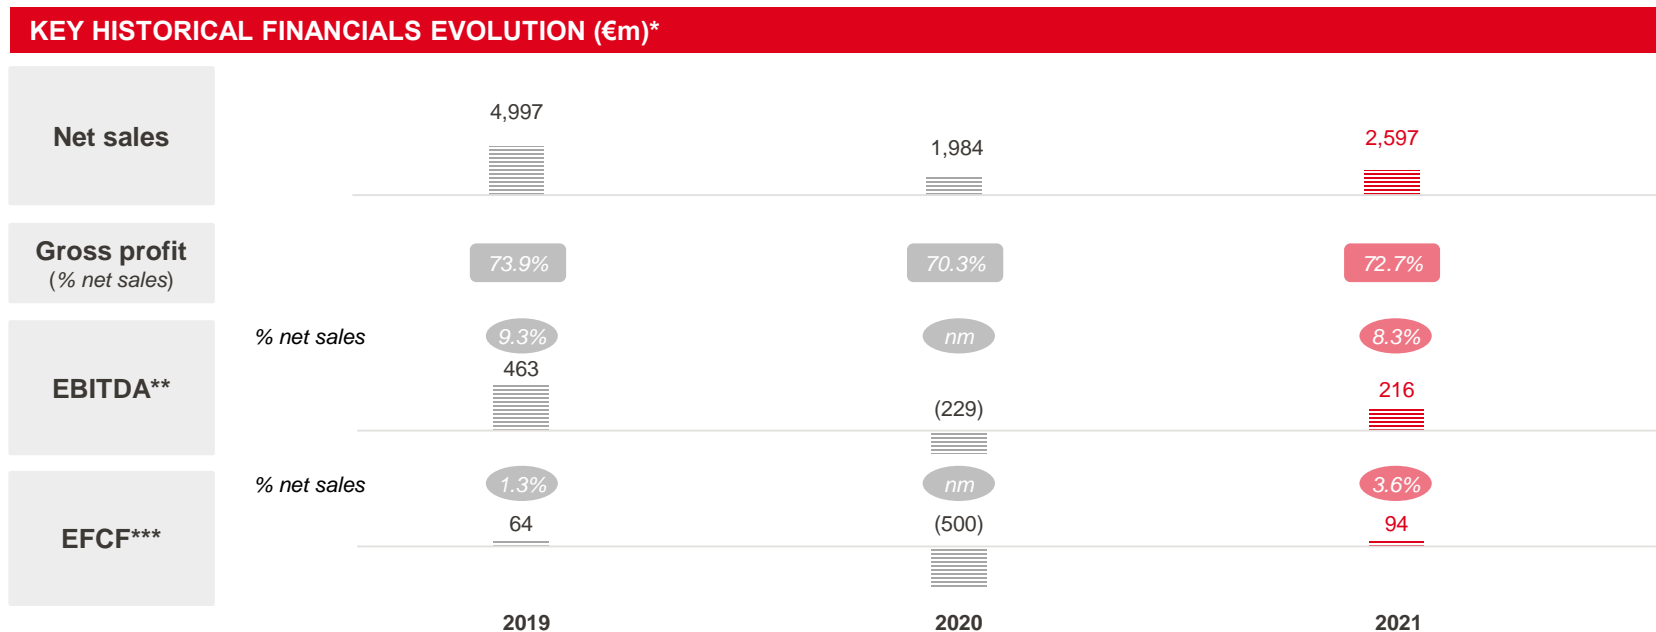 KEY HISTORICAL FINANCIALS EVOLUTION (€m)*
Net sales
4,997
1,984
2,597
Gross profit
(% net sales)
73.9%
70.3%
72.7%
% net sales
9.3%
nm
8.3%
EBITDA**
463
(229)
216
% net sales
1.3%
nm
3.6%
EFCF***
64
(500)
94
2019
2020
2021